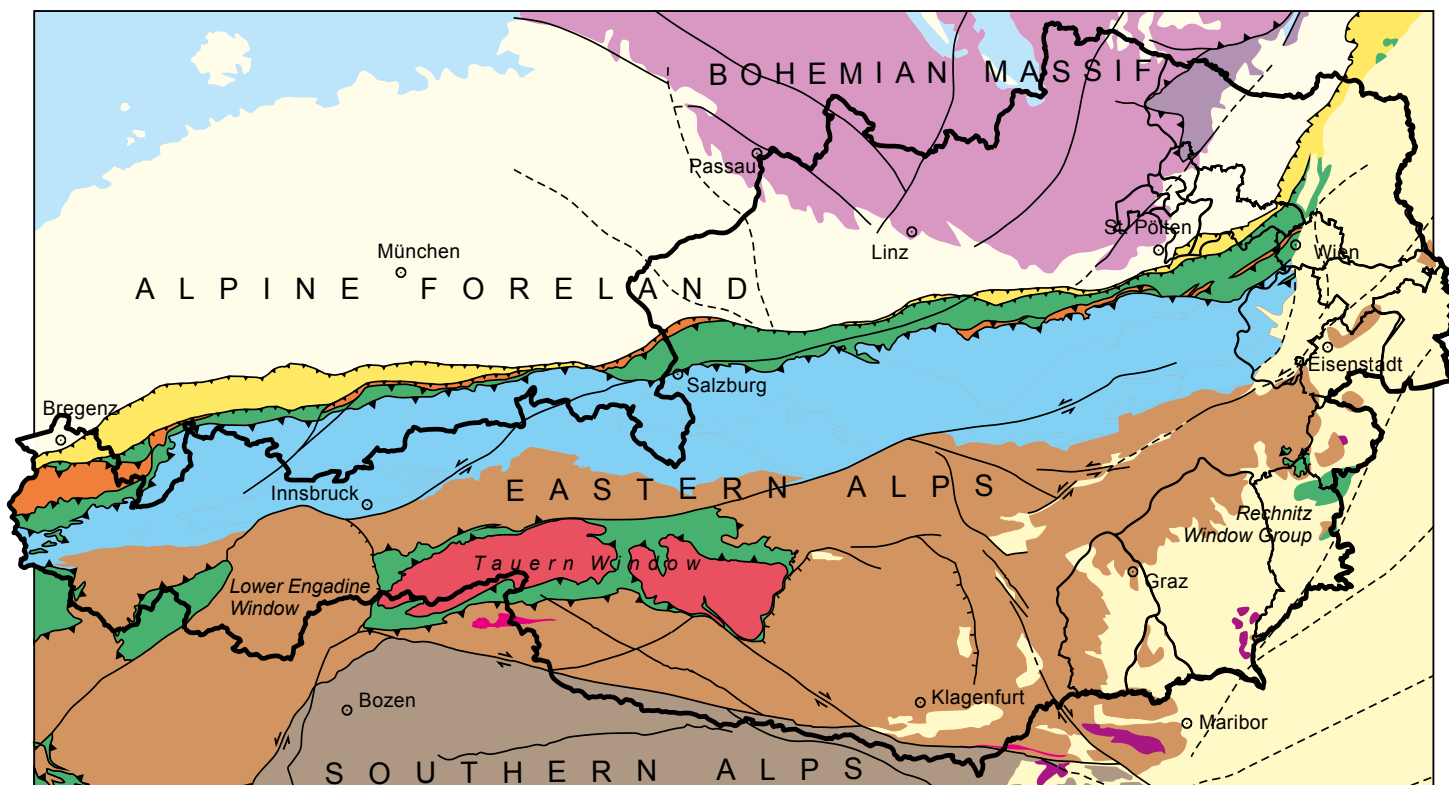 BOHEMIAN MASSIF
Passau
St. Pölten
Linz
München
Wien
ALPINE FORELAND
Eisenstadt
Salzburg
Bregenz
Innsbruck
EASTERN ALPS
Rechnitz
Window Group
Tauern Window
Lower Engadine
Window
Graz
Klagenfurt
Bozen
Maribor
SOUTHERN ALPS